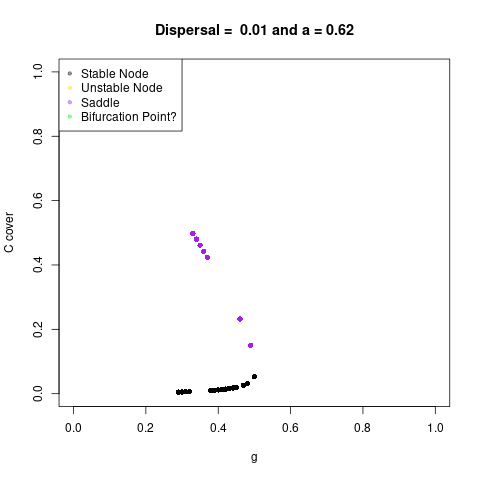 Dispersal =  0.01 and a = 0.62
Stable Node
Unstable Node
Saddle
Bifurcation Point?
C cover
1.0
0.8
0.6
0.4
0.2
0.0
0.0 0.2 0.4 0.6 0.8 1.0
g